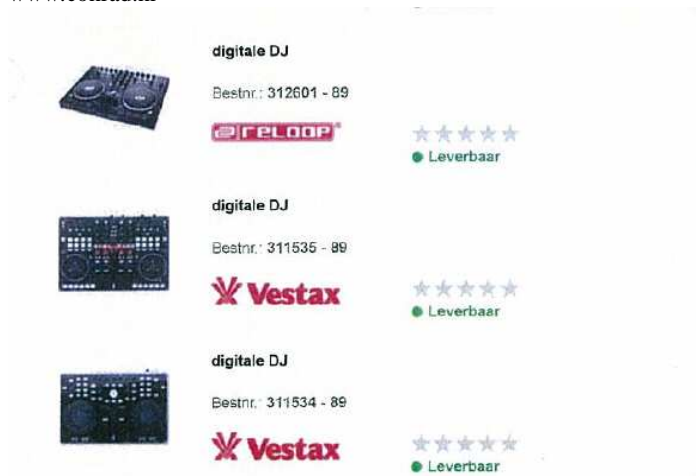 digitale DJ
Bestnr.: 312601 - 89
reloop
Leverbaar
digitale DJ
Bestnr.: 311535 - 89
Vestax
Leverbaar
digitale DJ
Bestnr.: 311534 - 89
Vestax
Leverbaar